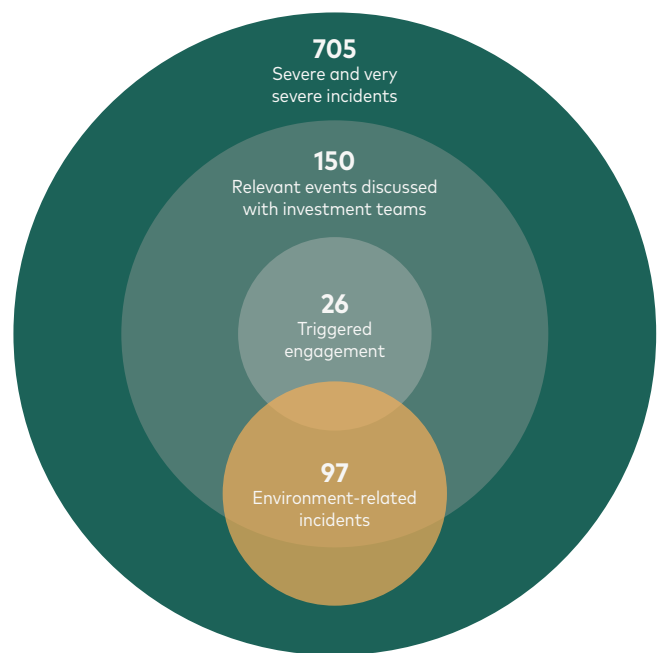 705
Severe and very
severe incidents
150
Relevant events discussed
with investment teams
26
Triggered
engagement
97
Environment-related
incidents